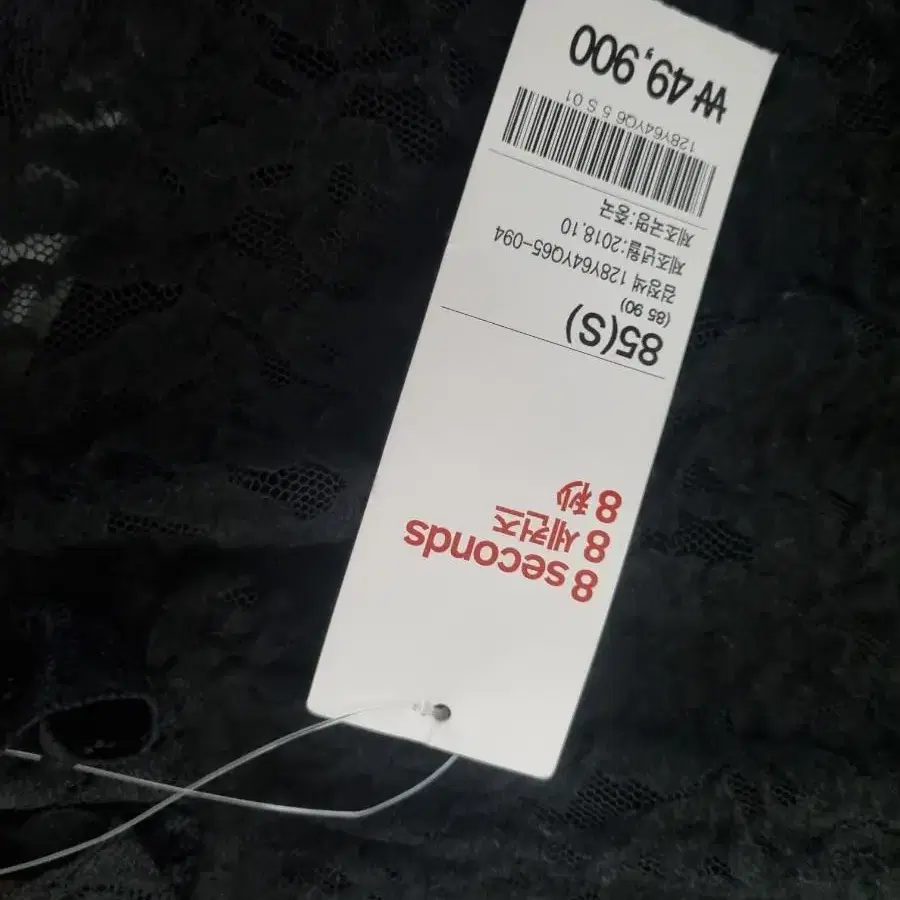 8 seconds
8 세컨즈
8 秒
85(S)
(85 90)
검정색 128Y64YQ65-094
제조년월:2018.10
제조국명:중국
128Y64YQ6 5 S 01
₩49,900